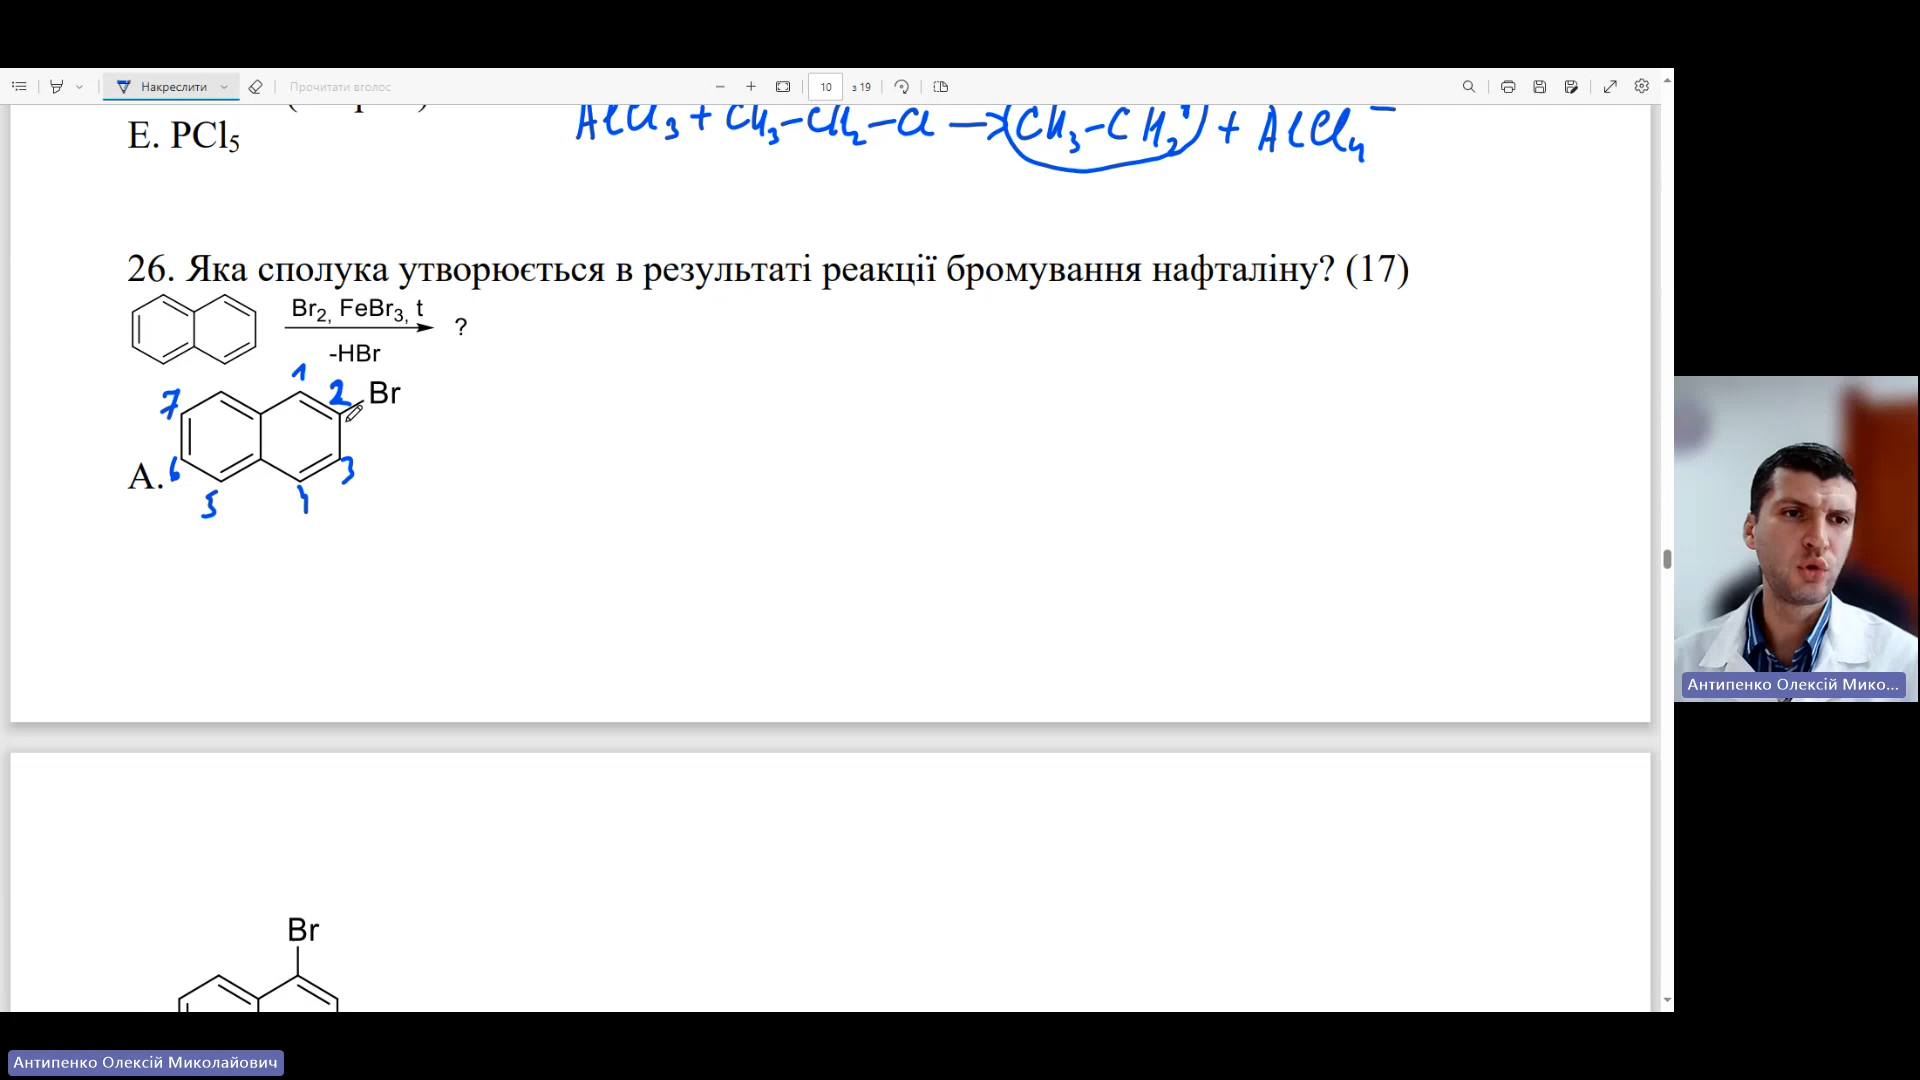 Накреслити
Прочитати вголос
10 з 19
E. PCl5
AlCl3 + CH3-CH2-Cl → (CH3-CH2+) + AlCl4-
26. Яка сполука утворюється в результаті реакції бромування нафталіну? (17)
Br2, FeBr3, t
?
-HBr
1
7
2
Br
A.
6
3
5
4
Br
Антипенко Олексій Мико...
Антипенко Олексій Миколайович